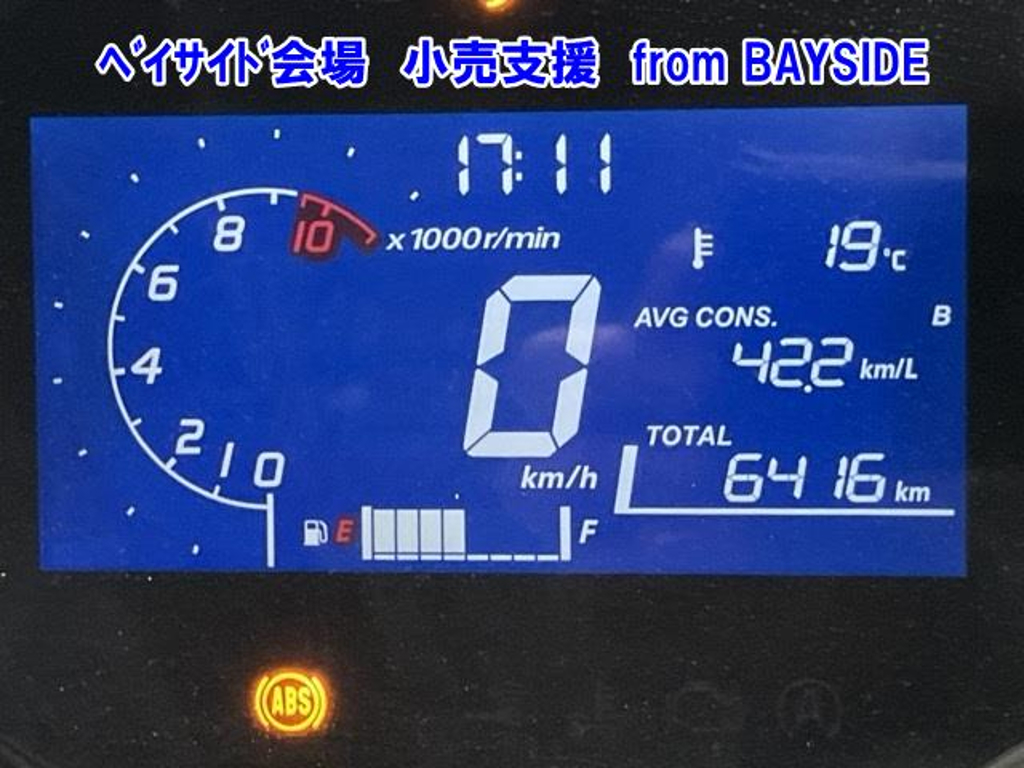 ﾍﾞｲｻｲﾄﾞ会場　小売支援　from BAYSIDE
17:11
8 10 x1000r/min
19°C
6
AVG CONS. B
4
42.2 km/L
0
2 1 0
TOTAL
km/h
6416 km
E F
ABS
A